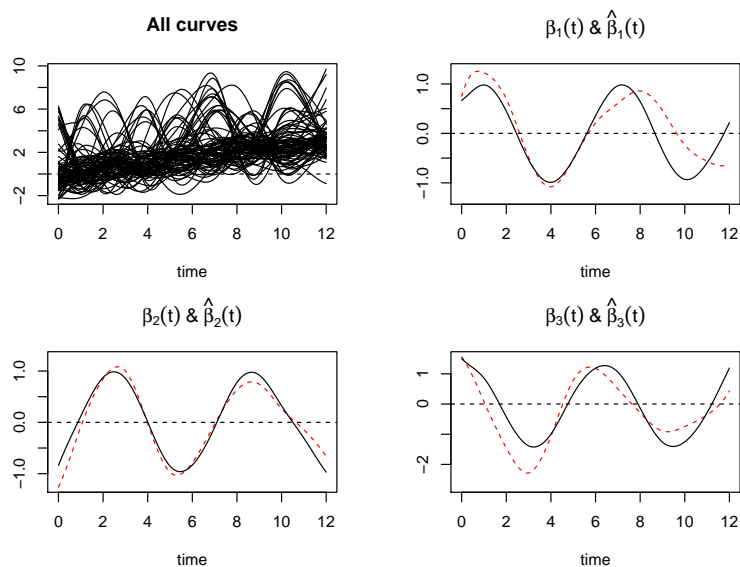 All curves
10
6
2
−2
0 2 4 6 8 10 12
time
β₁(t) & β̂₁(t)
1.0
0.0
−1.0
0 2 4 6 8 10 12
time
β₂(t) & β̂₂(t)
1.0
0.0
−1.0
0 2 4 6 8 10 12
time
β₃(t) & β̂₃(t)
1
0
−2
0 2 4 6 8 10 12
time